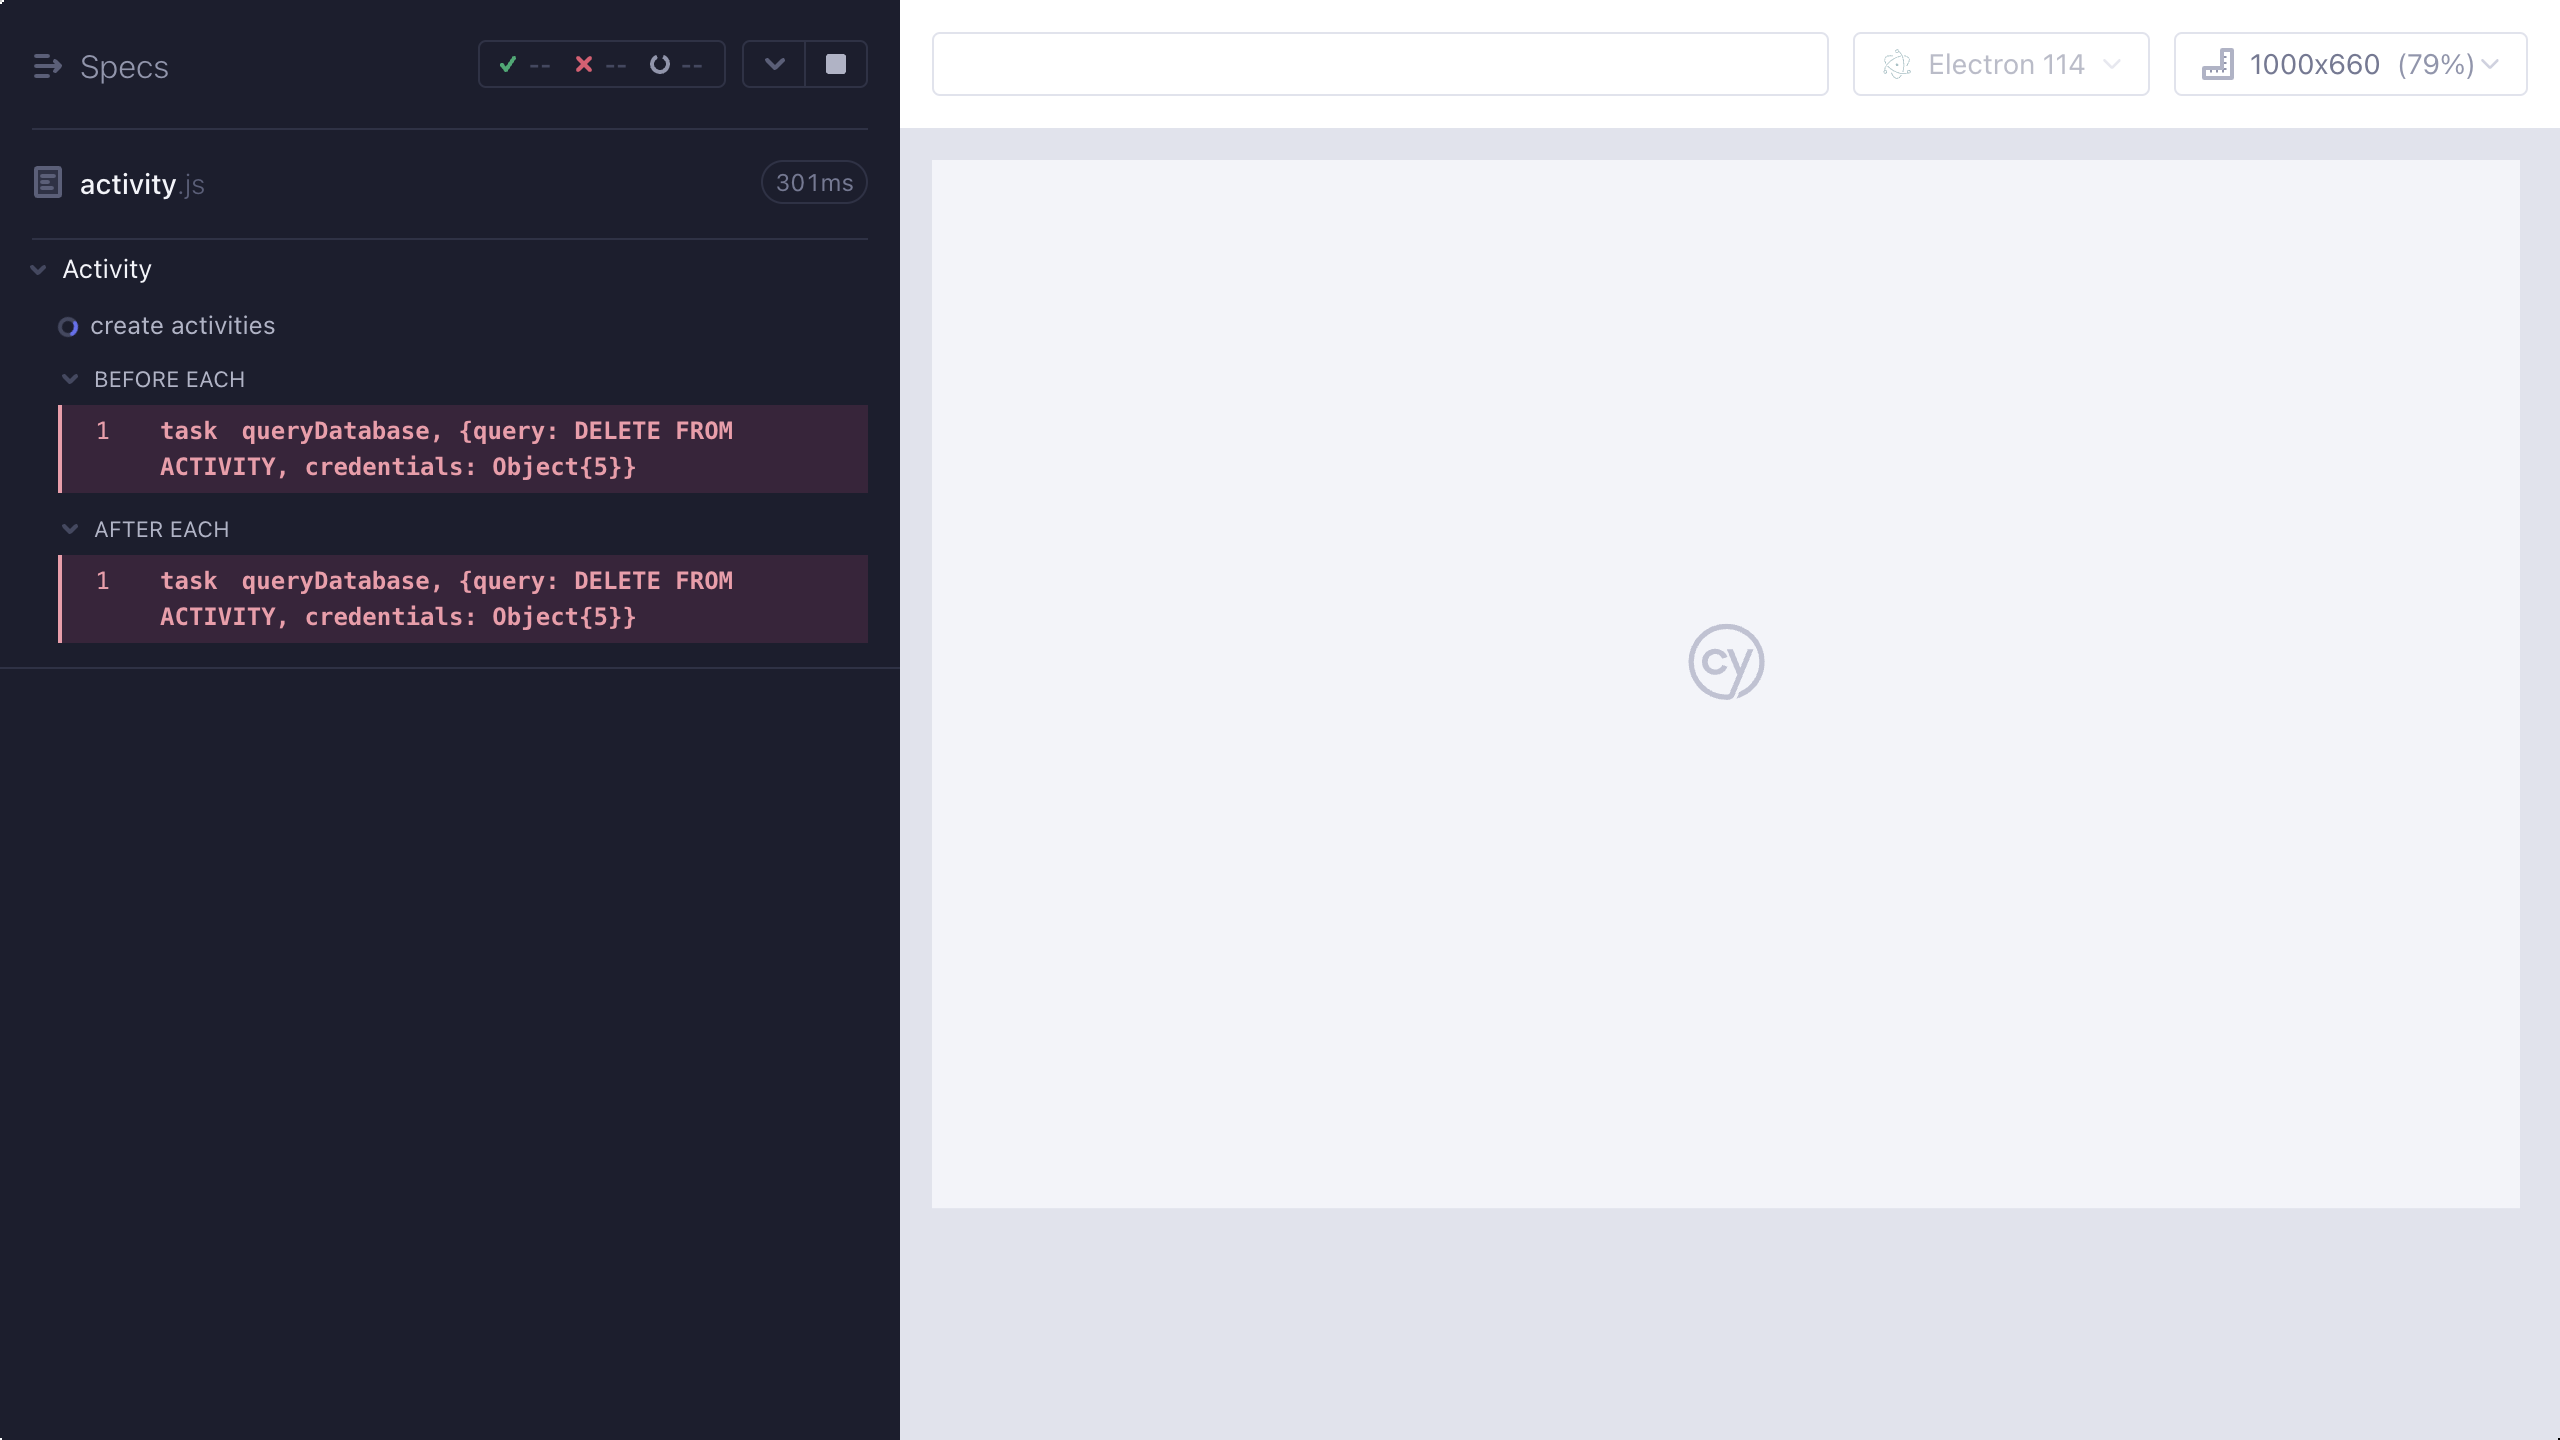 Specs
--
--
--
Electron 114
1000x660 (79%)
activity.js
301ms
Activity
create activities
BEFORE EACH
1 task queryDatabase, {query: DELETE FROM
ACTIVITY, credentials: Object{5}}
AFTER EACH
1 task queryDatabase, {query: DELETE FROM
ACTIVITY, credentials: Object{5}}
cy